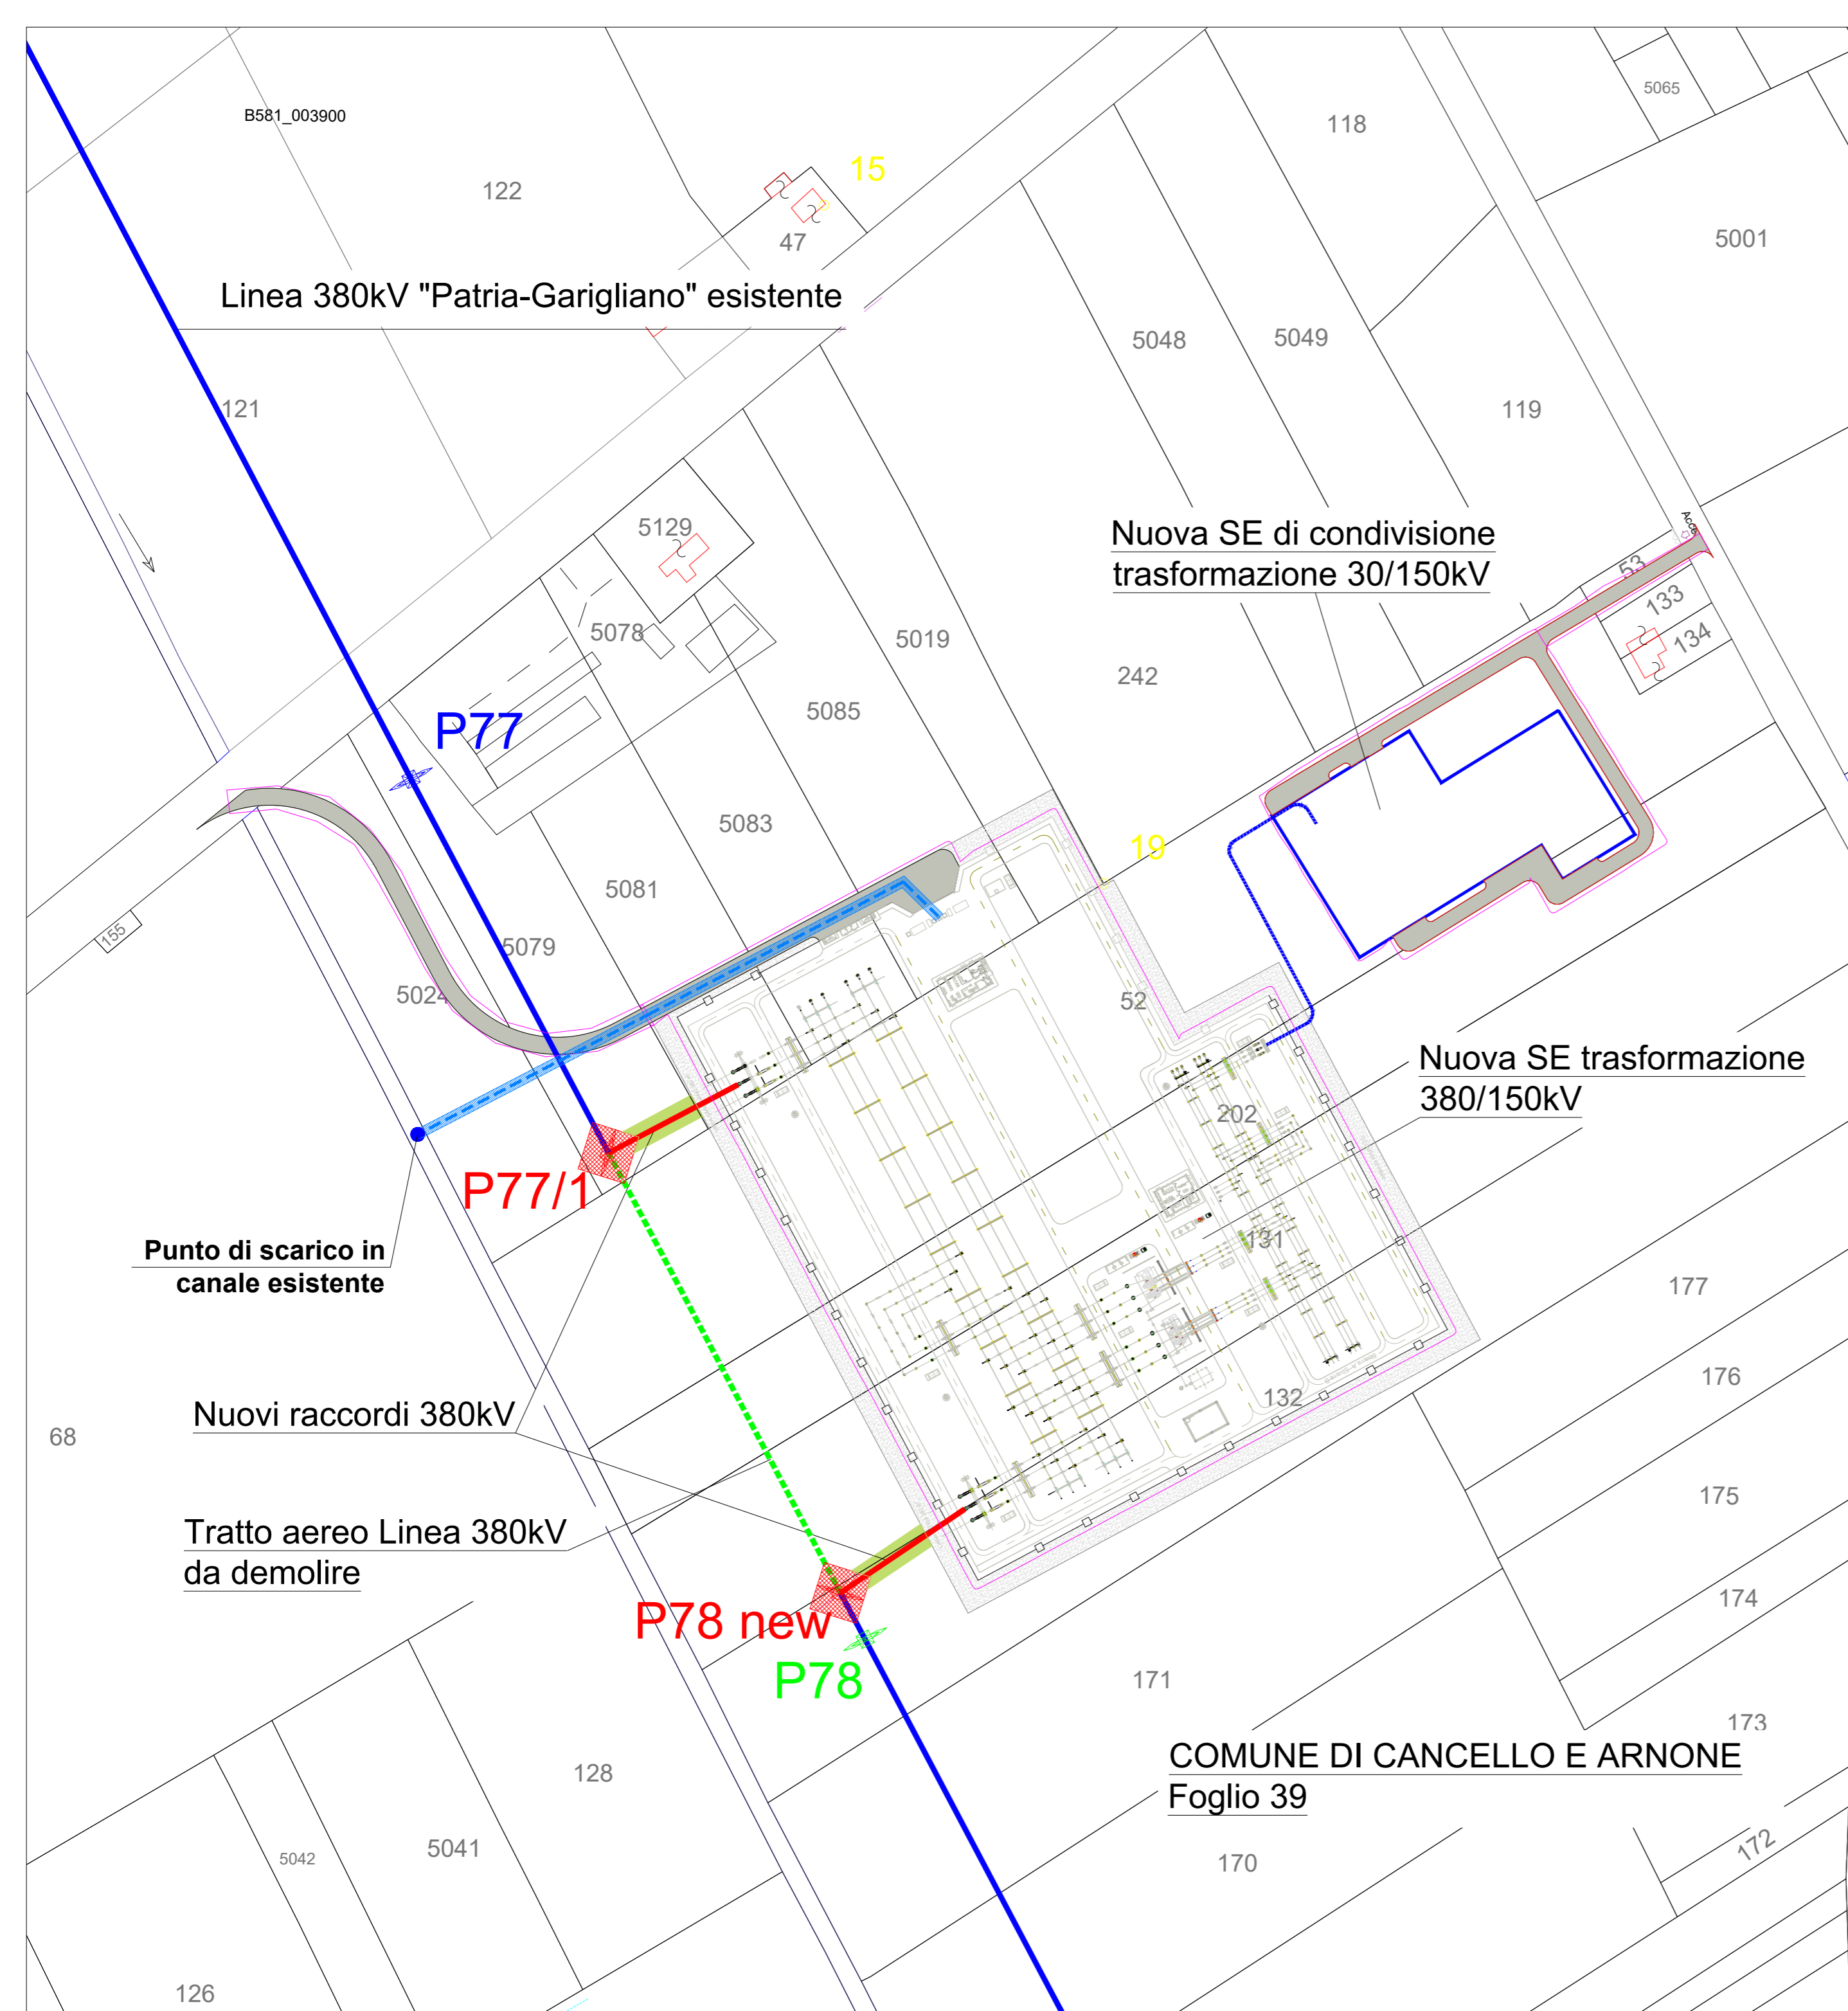 5065
B581_003900
118
15
122
47
5001
Linea 380kV "Patria-Garigliano" esistente
5048
5049
121
119
5129
Nuova SE di condivisione
trasformazione 30/150kV
Acce
53
133
134
5078
5019
242
5085
P77
5083
19
5081
155
5079
5024
52
Nuova SE trasformazione
380/150kV
202
P77/1
131
Punto di scarico in
canale esistente
177
176
132
Nuovi raccordi 380kV
68
175
Tratto aereo Linea 380kV
da demolire
174
P78 new
P78
171
173
COMUNE DI CANCELLO E ARNONE
Foglio 39
128
5041
5042
170
172
126